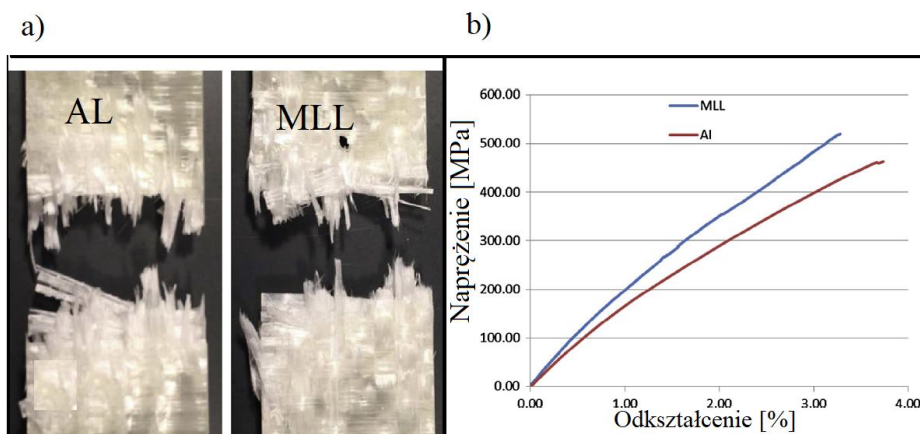 a)
b)
AL
MLL
Naprężenie [MPa]
600.00
500.00
400.00
300.00
200.00
100.00
0.00
MLL
Al
0.00 1.00 2.00 3.00 4.00
Odkształcenie [%]